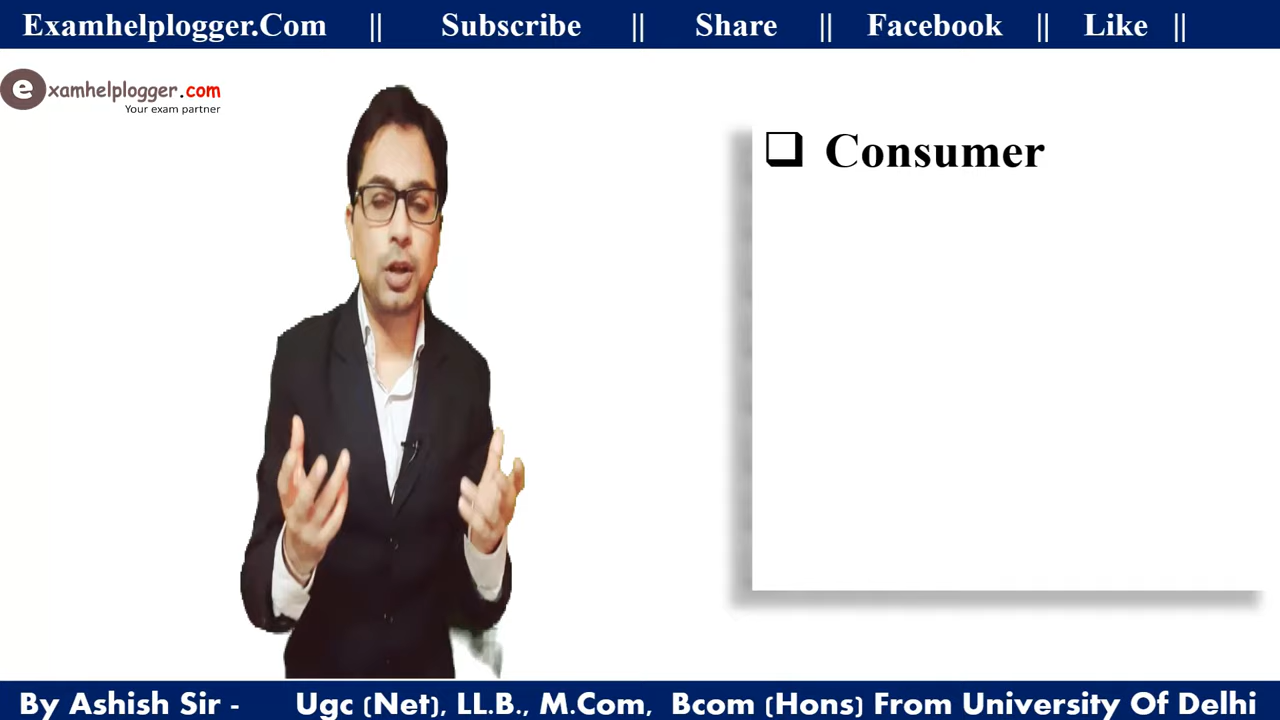 Examhelplogger.Com || Subscribe || Share || Facebook || Like ||
examhelplogger.com
Your exam partner
Consumer
By Ashish Sir - Ugc (Net), LL.B., M.Com, Bcom (Hons) From University Of Delhi